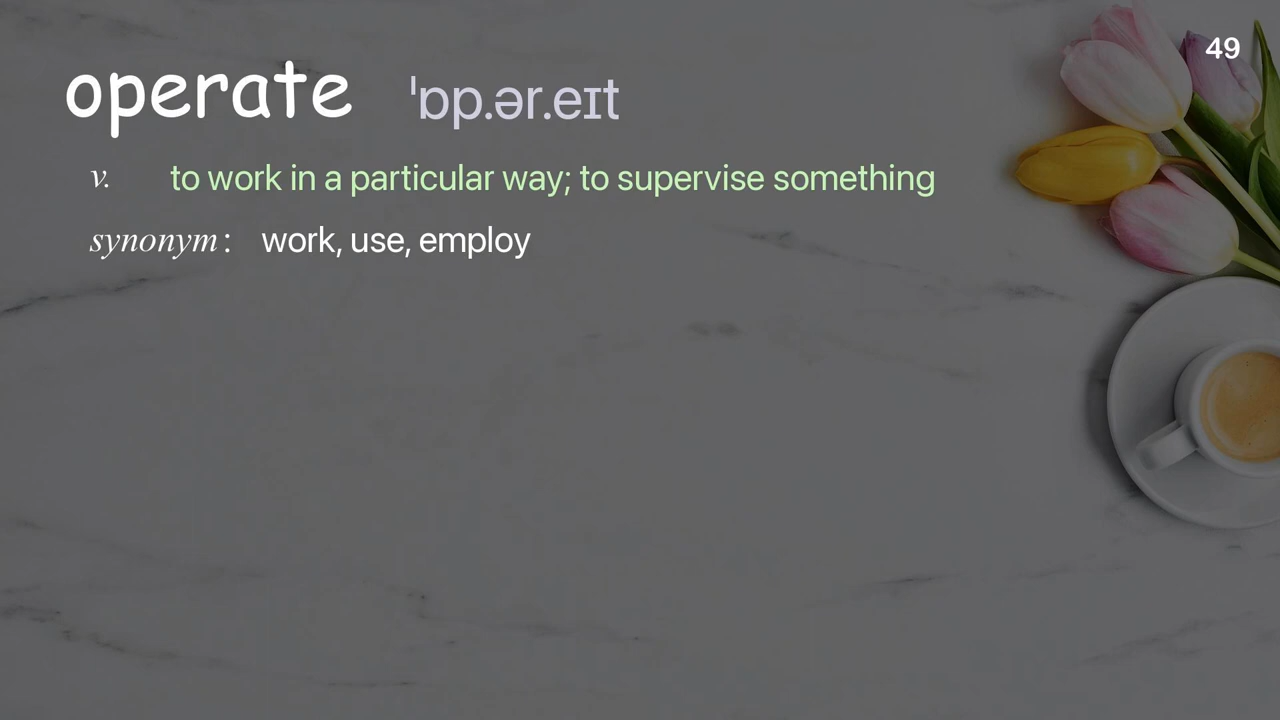 49
operate ˈɒp.ər.eɪt
v. to work in a particular way; to supervise something
synonym: work, use, employ